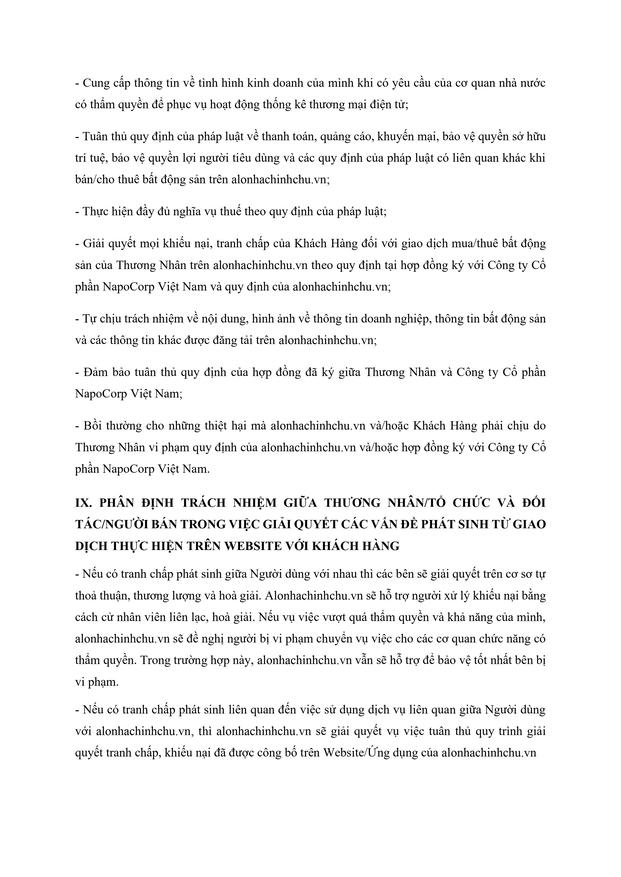 - Cung cấp thông tin về tình hình kinh doanh của mình khi có yêu cầu của cơ quan nhà nước
có thẩm quyền để phục vụ hoạt động thống kê thương mại điện tử;
- Tuân thủ quy định của pháp luật về thanh toán, quảng cáo, khuyến mại, bảo vệ quyền sở hữu
trí tuệ, bảo vệ quyền lợi người tiêu dùng và các quy định của pháp luật có liên quan khác khi
bán/cho thuê bất động sản trên alonhachinhchu.vn;
- Thực hiện đầy đủ nghĩa vụ thuế theo quy định của pháp luật;
- Giải quyết mọi khiếu nại, tranh chấp của Khách Hàng đối với giao dịch mua/thuê bất động
sản của Thương Nhân trên alonhachinhchu.vn theo quy định tại hợp đồng ký với Công ty Cổ
phần NapoCorp Việt Nam và quy định của alonhachinhchu.vn;
- Tự chịu trách nhiệm về nội dung, hình ảnh về thông tin doanh nghiệp, thông tin bất động sản
và các thông tin khác được đăng tải trên alonhachinhchu.vn;
- Đảm bảo tuân thủ quy định của hợp đồng đã ký giữa Thương Nhân và Công ty Cổ phần
NapoCorp Việt Nam;
- Bồi thường cho những thiệt hại mà alonhachinhchu.vn và/hoặc Khách Hàng phải chịu do
Thương Nhân vi phạm quy định của alonhachinhchu.vn và/hoặc hợp đồng ký với Công ty Cổ
phần NapoCorp Việt Nam.
IX. PHÂN ĐỊNH TRÁCH NHIỆM GIỮA THƯƠNG NHÂN/TỔ CHỨC VÀ ĐỐI
TÁC/NGƯỜI BÁN TRONG VIỆC GIẢI QUYẾT CÁC VẤN ĐỀ PHÁT SINH TỪ GIAO
DỊCH THỰC HIỆN TRÊN WEBSITE VỚI KHÁCH HÀNG
- Nếu có tranh chấp phát sinh giữa Người dùng với nhau thì các bên sẽ giải quyết trên cơ sơ tự
thoả thuận, thương lượng và hoà giải. Alonhachinhchu.vn sẽ hỗ trợ người xử lý khiếu nại bằng
cách cử nhân viên liên lạc, hoà giải. Nếu vụ việc vượt quá thẩm quyền và khả năng của mình,
alonhachinhchu.vn sẽ đề nghị người bị vi phạm chuyển vụ việc cho các cơ quan chức năng có
thẩm quyền. Trong trường hợp này, alonhachinhchu.vn vẫn sẽ hỗ trợ để bảo vệ tốt nhất bên bị
vi phạm.
- Nếu có tranh chấp phát sinh liên quan đến việc sử dụng dịch vụ liên quan giữa Người dùng
với alonhachinhchu.vn, thì alonhachinhchu.vn sẽ giải quyết vụ việc tuân thủ quy trình giải
quyết tranh chấp, khiếu nại đã được công bố trên Website/Ứng dụng của alonhachinhchu.vn